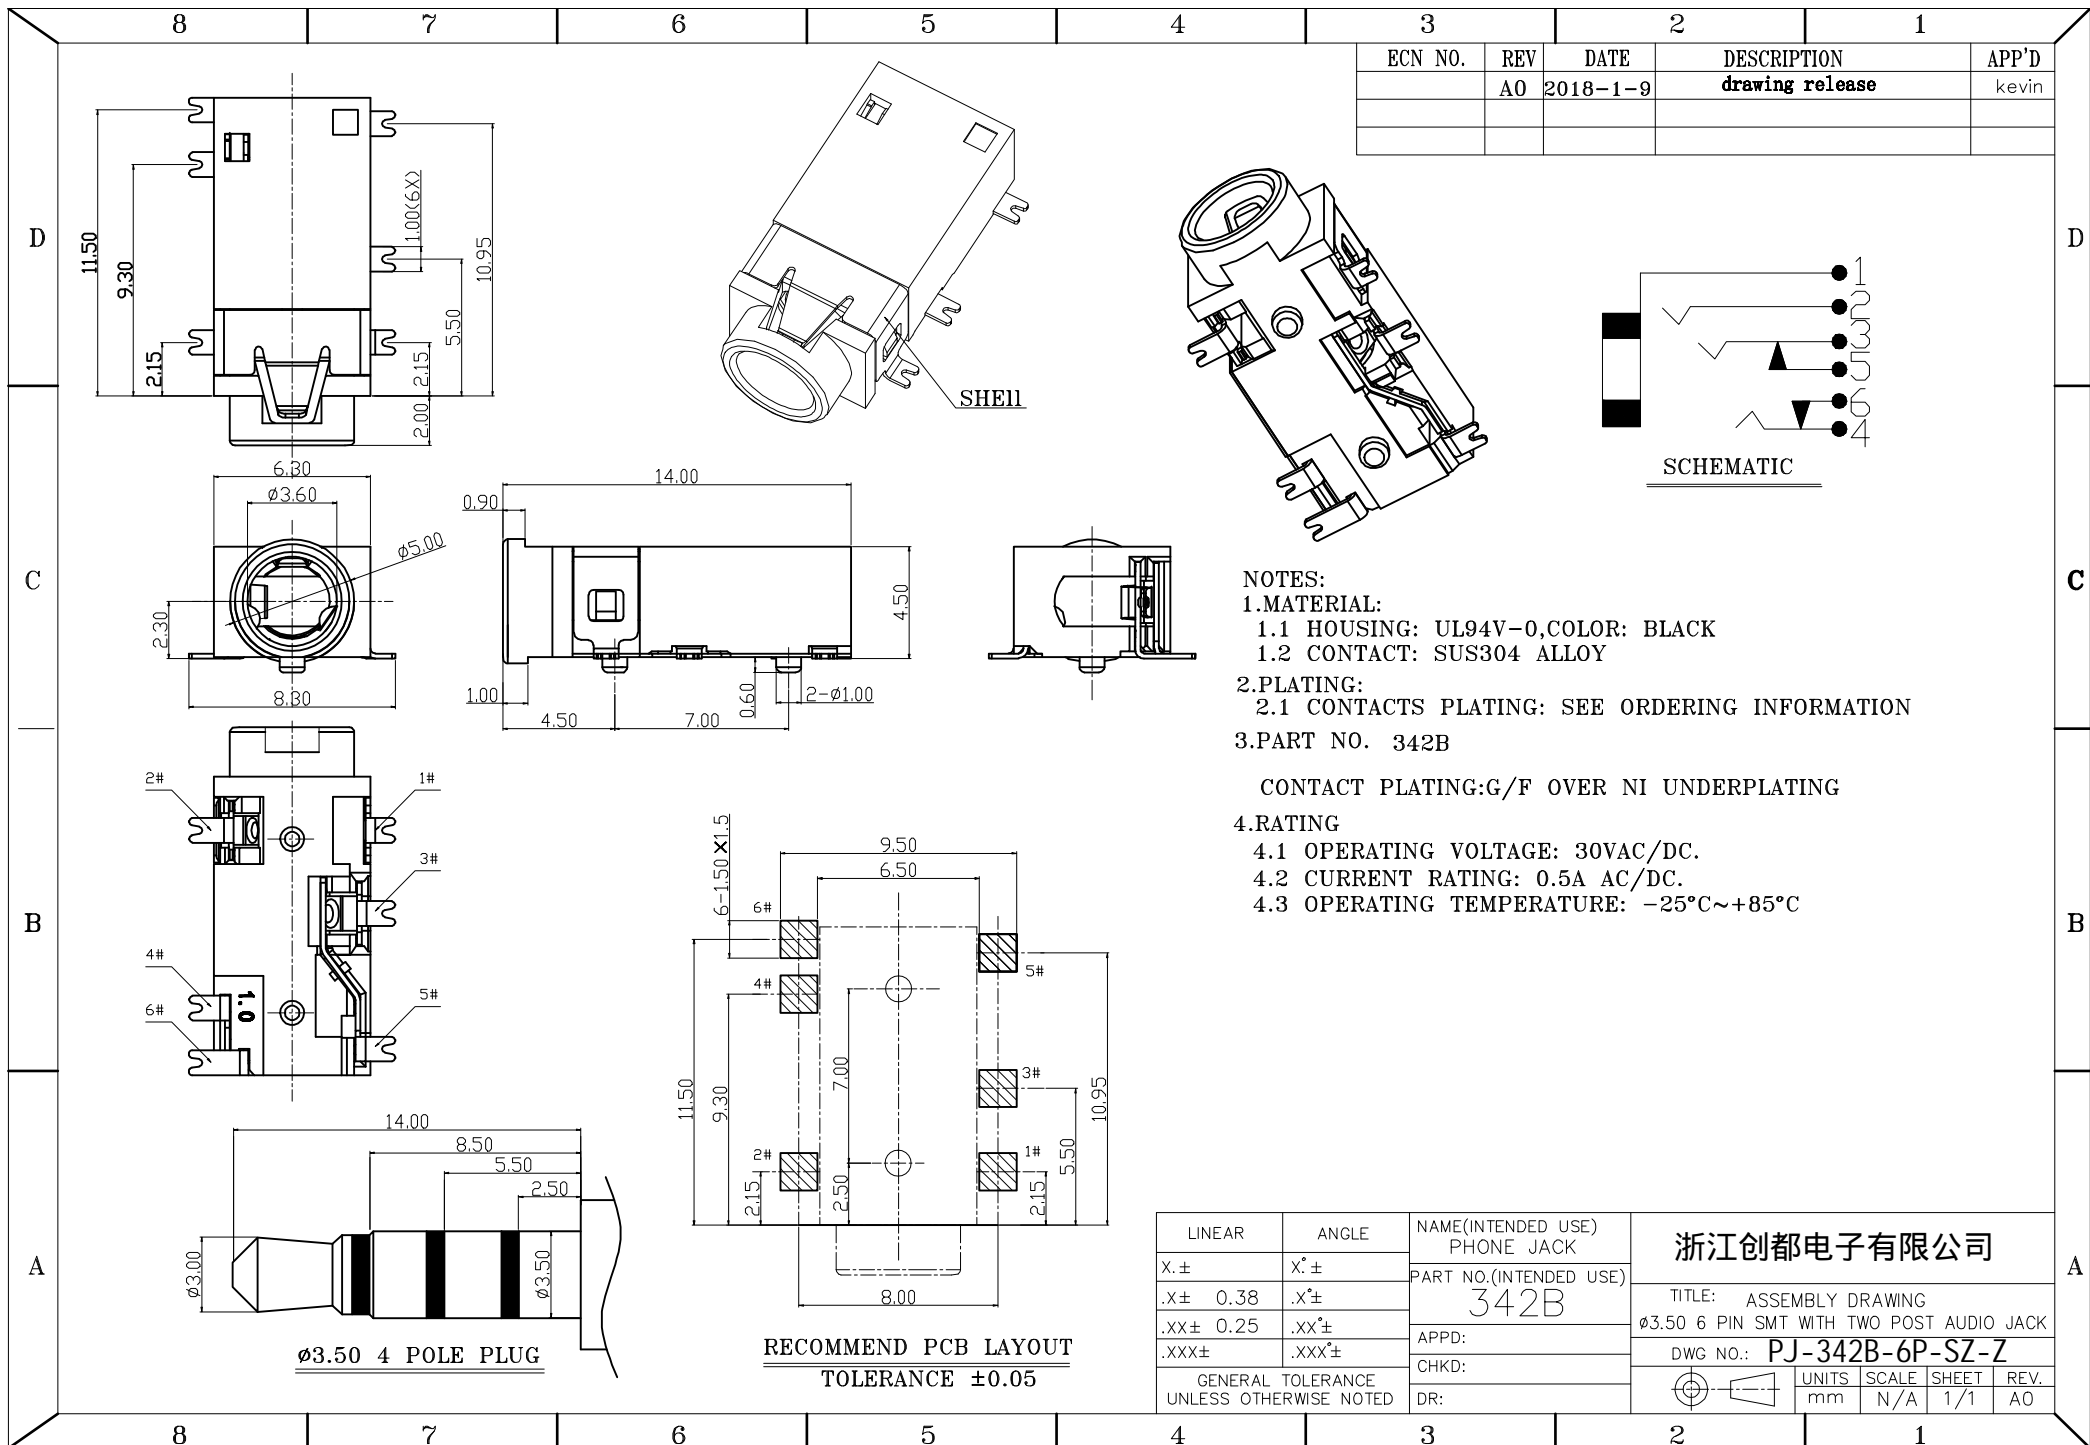 8 7 6 5 4 3 2 1
ECN NO. REV DATE DESCRIPTION APP'D
A0 2018-1-9 drawing release kevin
D
D
11.50
9.30
2.15
1.00(6X)
10.95
5.50
2.15
2.00
SHEll
1
2
3
5
6
4
SCHEMATIC
6.30
ø3.60
ø5.00
2.30
8.30
14.00
0.90
4.50
1.00
0.60
2-ø1.00
4.50
7.00
C
C
NOTES:
1.MATERIAL:
1.1 HOUSING: UL94V-0,COLOR: BLACK
1.2 CONTACT: SUS304 ALLOY
2.PLATING:
2.1 CONTACTS PLATING: SEE ORDERING INFORMATION
3.PART NO. 342B
CONTACT PLATING:G/F OVER NI UNDERPLATING
4.RATING
4.1 OPERATING VOLTAGE: 30VAC/DC.
4.2 CURRENT RATING: 0.5A AC/DC.
4.3 OPERATING TEMPERATURE: -25°C~+85°C
2#
1#
3#
4#
6#
5#
1.0
B
B
6-1.50×1.5
9.50
6.50
6#
4#
5#
3#
2#
1#
11.50
9.30
7.00
2.15
2.50
2.15
5.50
10.95
8.00
RECOMMEND PCB LAYOUT
TOLERANCE ±0.05
14.00
8.50
5.50
2.50
ø3.00
ø3.50
ø3.50 4 POLE PLUG
A
A
LINEAR ANGLE
X.± X.°±
.X± 0.38 .X°±
.XX± 0.25 .XX°±
.XXX± .XXX°±
GENERAL TOLERANCE
UNLESS OTHERWISE NOTED
NAME(INTENDED USE)
PHONE JACK
PART NO.(INTENDED USE)
342B
APPD:
CHKD:
DR:
浙江创都电子有限公司
TITLE: ASSEMBLY DRAWING
ø3.50 6 PIN SMT WITH TWO POST AUDIO JACK
DWG NO.: PJ-342B-6P-SZ-Z
UNITS SCALE SHEET REV.
mm N/A 1/1 A0
8 7 6 5 4 3 2 1